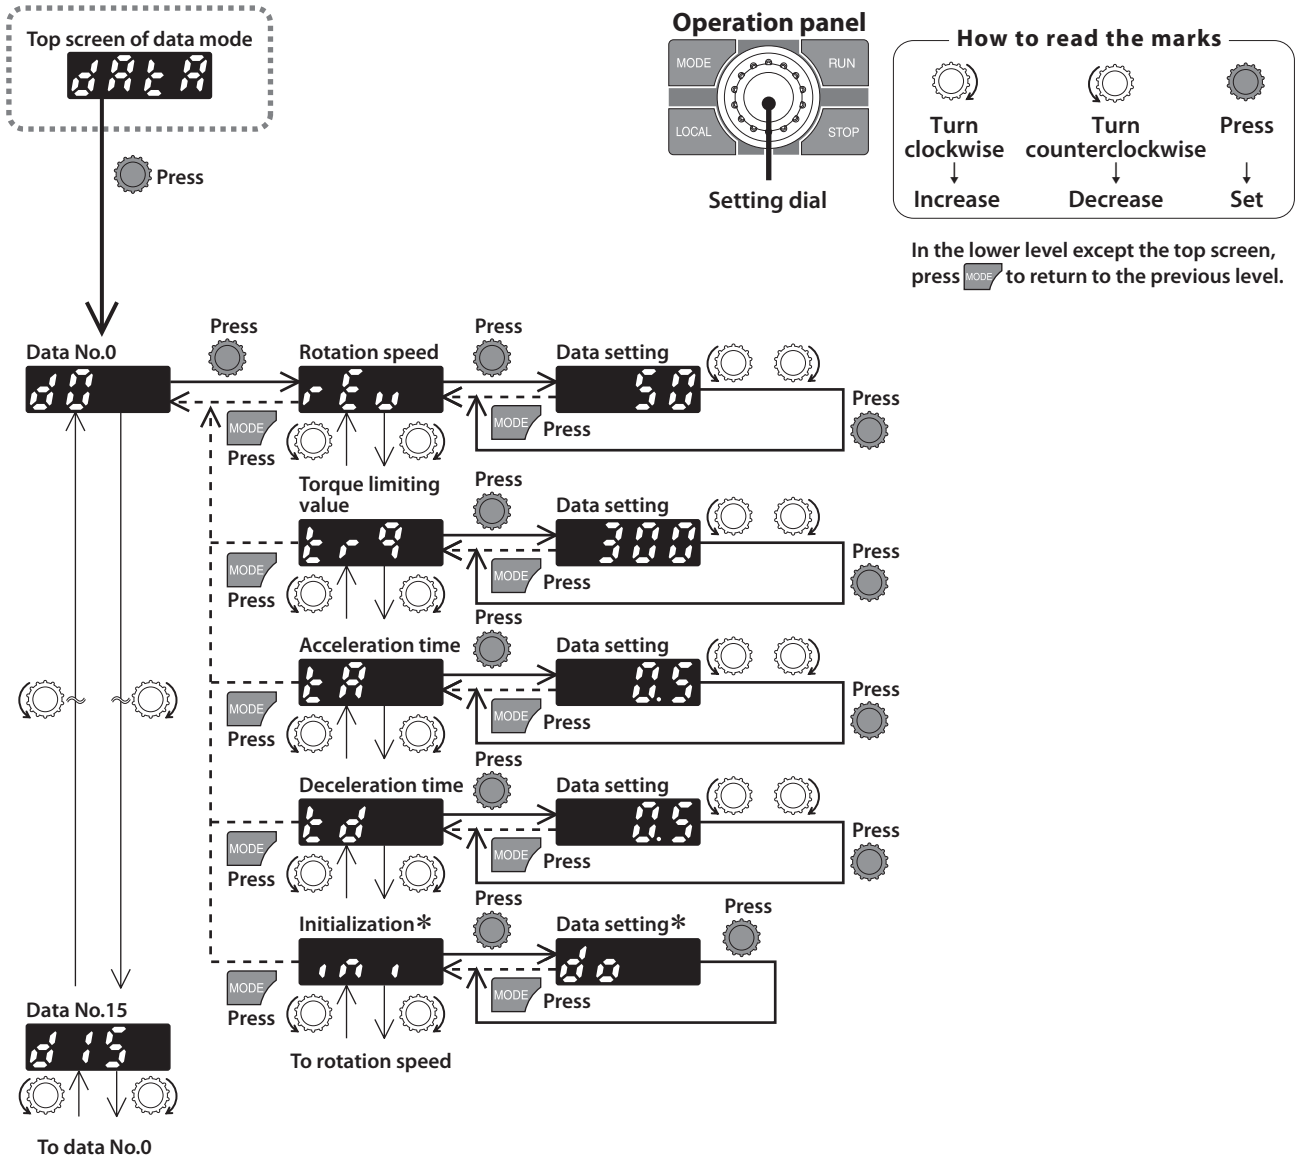 Top screen of data mode
dAtA
Press
Operation panel
MODE
RUN
LOCAL
STOP
Setting dial
How to read the marks
Turn
clockwise
Increase
Turn
counterclockwise
Decrease
Press
Set
In the lower level except the top screen,
press MODE to return to the previous level.
Data No.0
d0
Press
Rotation speed
rEv
Press
Data setting
50
MODE
Press
MODE
Press
Press
Torque limiting
value
trq
Press
Data setting
300
MODE
Press
MODE
Press
Press
Acceleration time
tA
Press
Data setting
0.5
MODE
Press
MODE
Press
Press
Deceleration time
td
Press
Data setting
0.5
MODE
Press
MODE
Press
Press
Initialization*
ini
Press
Data setting*
do
Press
MODE
Press
MODE
Press
To rotation speed
Data No.15
d15
To data No.0